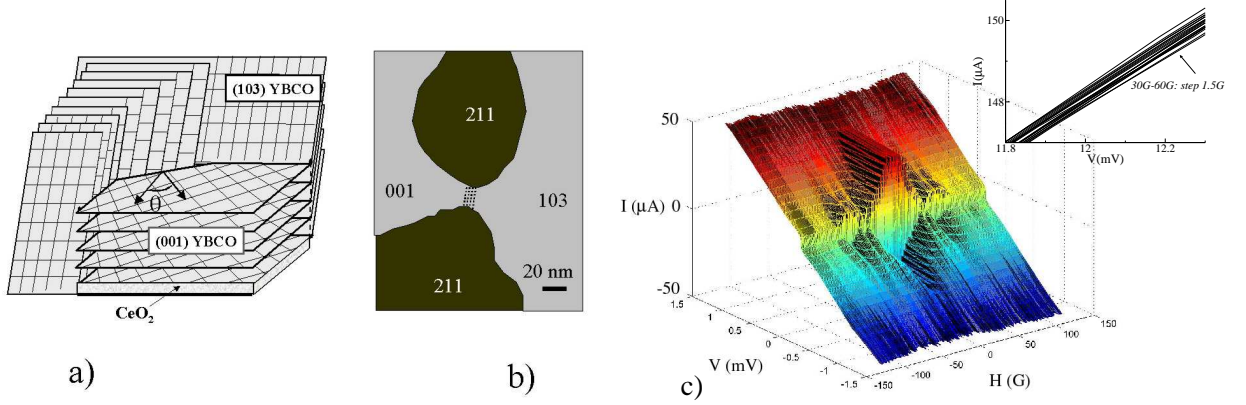 (103) YBCO
θ
(001) YBCO
CeO2
a)
211
001
103
211
20 nm
b)
50
I (μA) 0
-50
1.5
1
0.5
0
-0.5
-1
-1.5
V (mV)
-150
-100
-50
0
50
100
150
H (G)
c)
150
I(μA)
148
30G-60G: step 1.5G
11.8
12.2
V(mV)